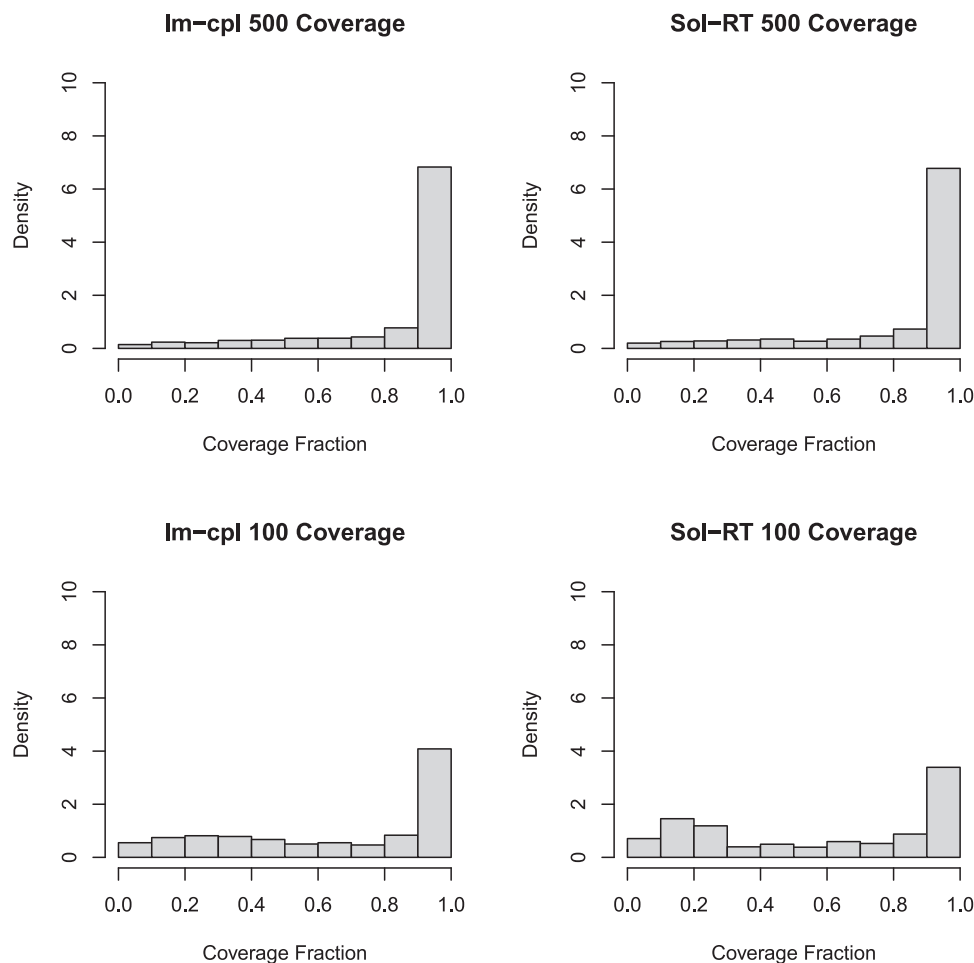 Im−cpl 500 Coverage
10
8
6
4
2
0
Density
0.0 0.2 0.4 0.6 0.8 1.0
Coverage Fraction
Sol−RT 500 Coverage
10
8
6
4
2
0
Density
0.0 0.2 0.4 0.6 0.8 1.0
Coverage Fraction
Im−cpl 100 Coverage
10
8
6
4
2
0
Density
0.0 0.2 0.4 0.6 0.8 1.0
Coverage Fraction
Sol−RT 100 Coverage
10
8
6
4
2
0
Density
0.0 0.2 0.4 0.6 0.8 1.0
Coverage Fraction